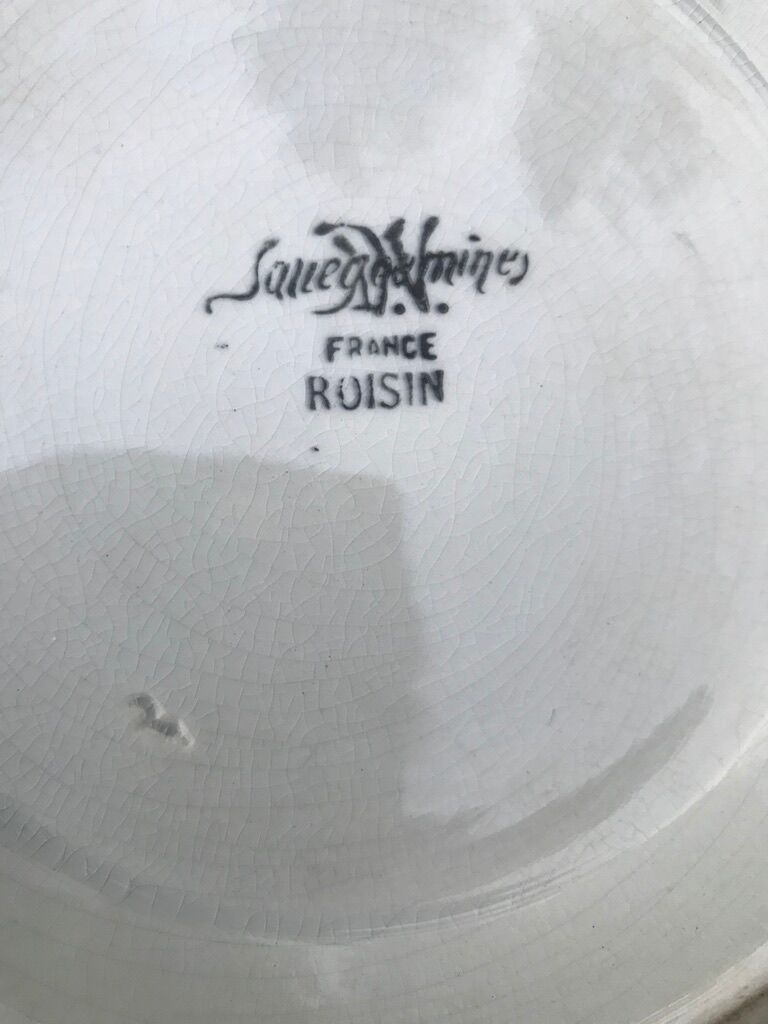 Sarreguemines
D.V.
FRANCE
ROISIN